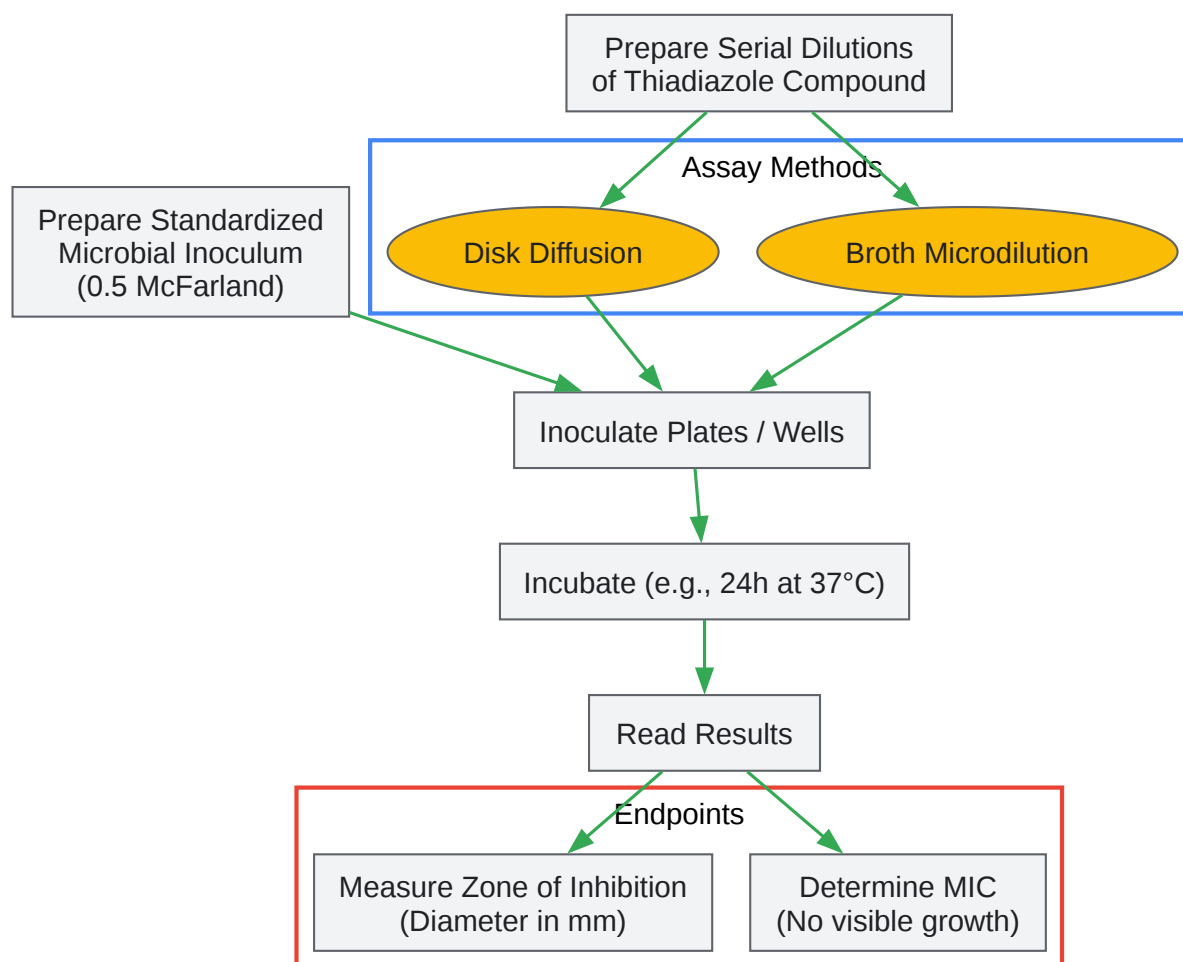 Prepare Serial Dilutions
of Thiadiazole Compound
Assay Methods
Prepare Standardized
Microbial Inoculum
(0.5 McFarland)
Disk Diffusion
Broth Microdilution
Inoculate Plates / Wells
Incubate (e.g., 24h at 37°C)
Read Results
Endpoints
Measure Zone of Inhibition
(Diameter in mm)
Determine MIC
(No visible growth)